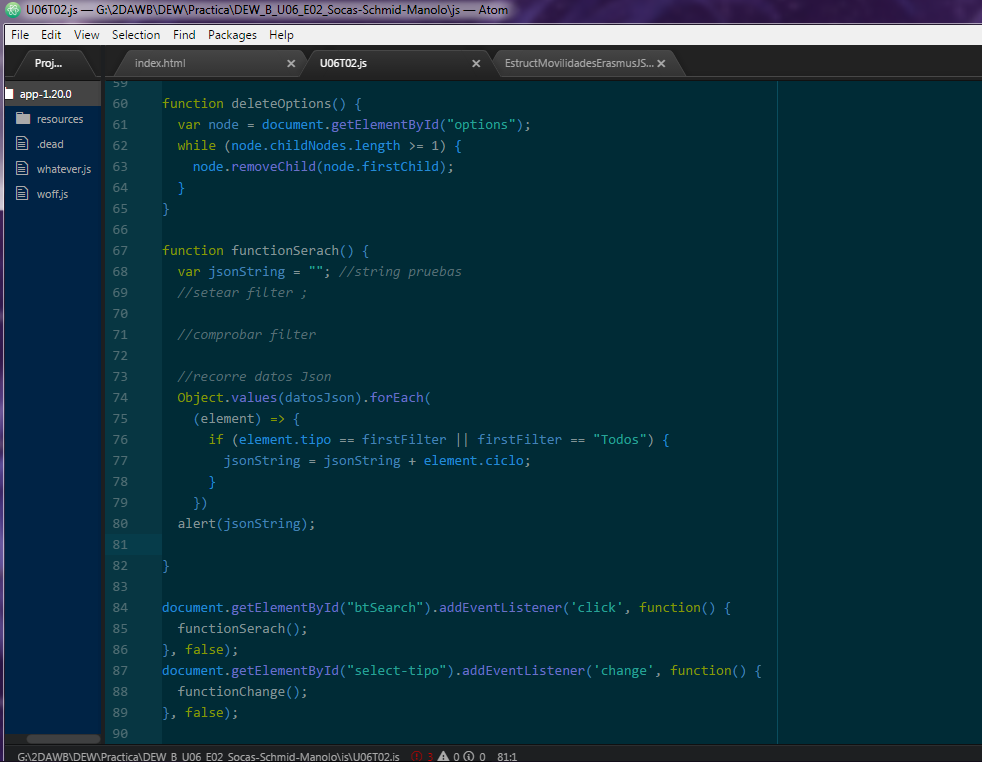 U06T02.js — G:\2DAWB\DEW\Practica\DEW_B_U06_E02_Socas-Schmid-Manolo\js — Atom
File Edit View Selection Find Packages Help
Proj... index.html U06T02.js EstructMovilidadesErasmusJS...
app-1.20.0
resources
.dead
whatever.js
woff.js
59
60 function deleteOptions() {
61 var node = document.getElementById("options");
62 while (node.childNodes.length >= 1) {
63 node.removeChild(node.firstChild);
64 }
65 }
66
67 function functionSerach() {
68 var jsonString = ""; //string pruebas
69 //setear filter ;
70
71 //comprobar filter
72
73 //recorre datos Json
74 Object.values(datosJson).forEach(
75 (element) => {
76 if (element.tipo == firstFilter || firstFilter == "Todos") {
77 jsonString = jsonString + element.ciclo;
78 }
79 })
80 alert(jsonString);
81
82 }
83
84 document.getElementById("btSearch").addEventListener('click', function() {
85 functionSerach();
86 }, false);
87 document.getElementById("select-tipo").addEventListener('change', function() {
88 functionChange();
89 }, false);
90
G:\2DAWB\DEW\Practica\DEW_B_U06_E02_Socas-Schmid-Manolo\js\U06T02.js 3 0 0 81:1